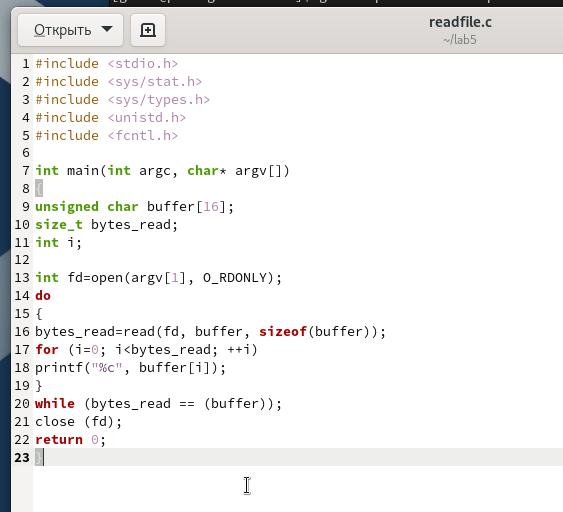 readfile.c
Открыть
~/lab5
1 #include <stdio.h>
2 #include <sys/stat.h>
3 #include <sys/types.h>
4 #include <unistd.h>
5 #include <fcntl.h>
6
7 int main(int argc, char* argv[])
8 {
9 unsigned char buffer[16];
10 size_t bytes_read;
11 int i;
12
13 int fd=open(argv[1], O_RDONLY);
14 do
15 {
16 bytes_read=read(fd, buffer, sizeof(buffer));
17 for (i=0; i<bytes_read; ++i)
18 printf("%c", buffer[i]);
19 }
20 while (bytes_read == (buffer));
21 close (fd);
22 return 0;
23 }